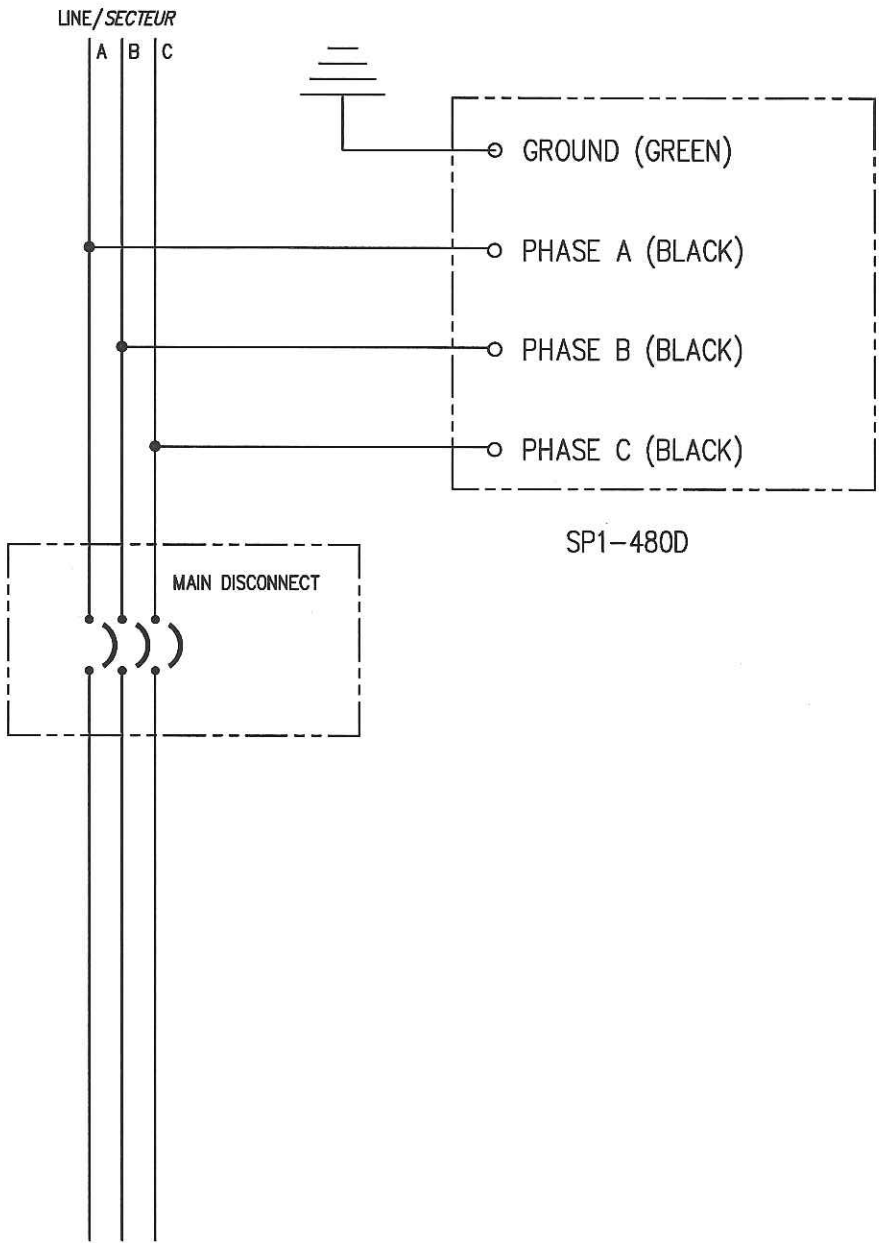 LINE/SECTEUR
A B C
GROUND (GREEN)
PHASE A (BLACK)
PHASE B (BLACK)
PHASE C (BLACK)
SP1-480D
MAIN DISCONNECT